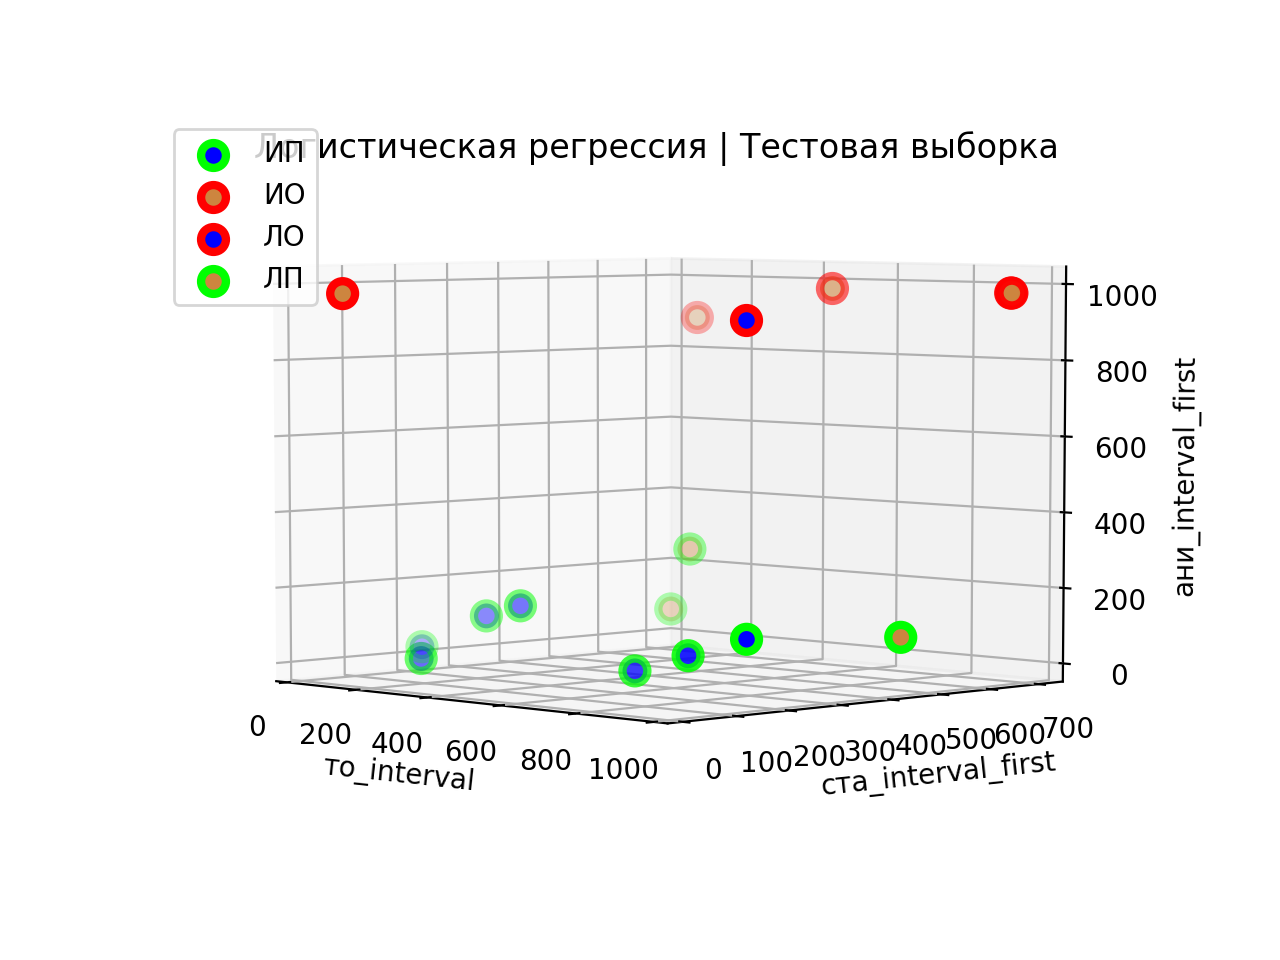 Логистическая регрессия | Тестовая выборка
ИП
ИО
ЛО
ЛП
1000
800
600
400
200
0
ани_interval_first
0 200 400 600 800 1000
то_interval
0 100 200 300 400 500 600 700
ста_interval_first